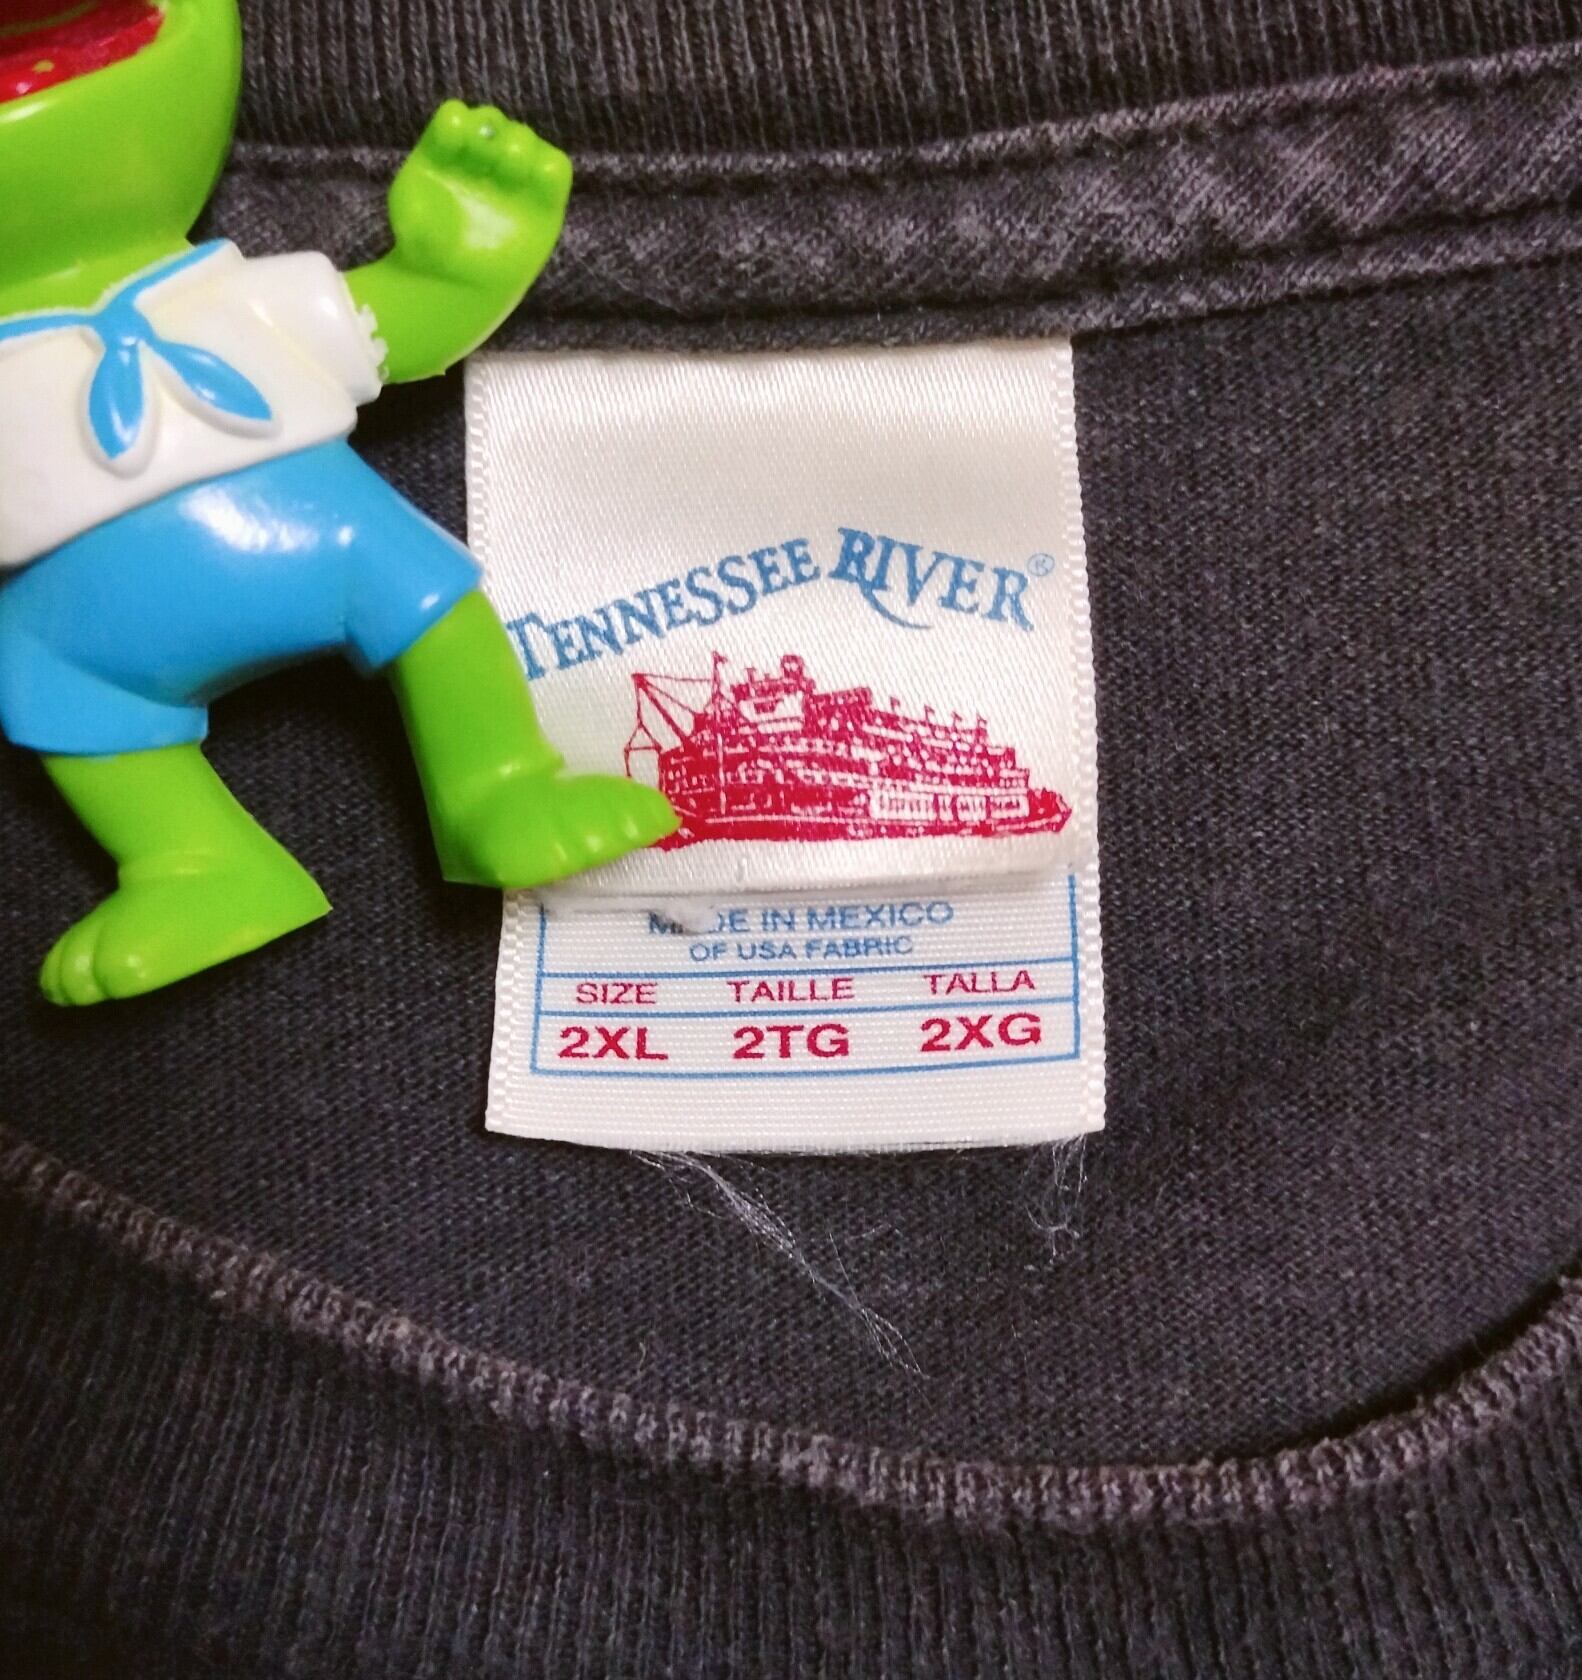 TENNESSEE RIVER®
MADE IN MEXICO
OF USA FABRIC
SIZE TAILLE TALLA
2XL 2TG 2XG